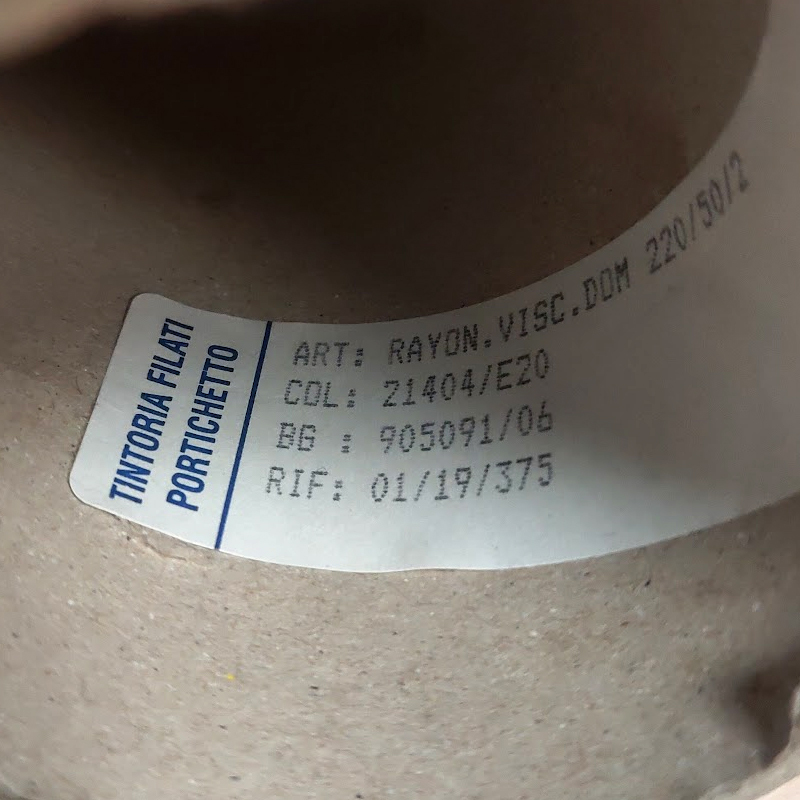 TINTORIA FILATI
PORTICHETTO
ART: RAYON.VISC.DOM 220/50/2
COL: 21404/E20
BG : 905091/06
RIF: 01/19/375